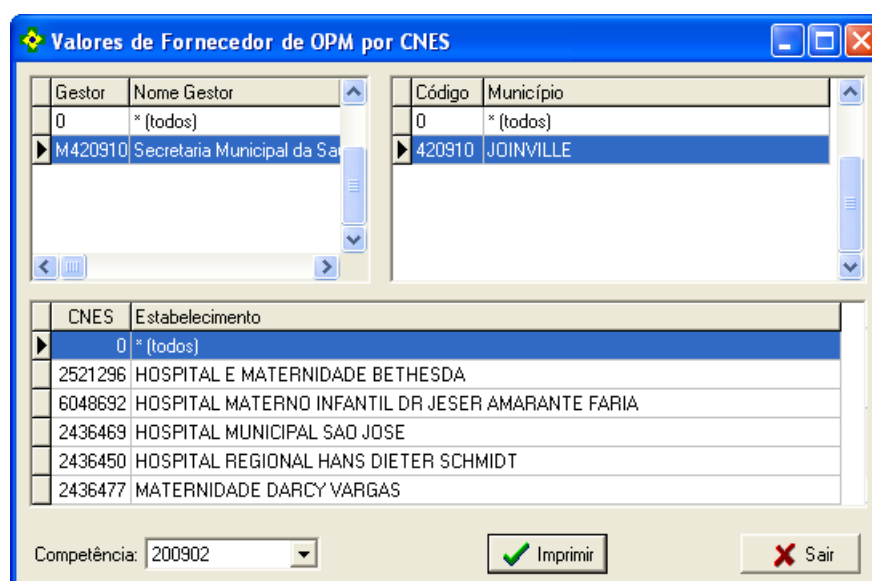 Valores de Fornecedor de OPM por CNES
Gestor Nome Gestor
0 * (todos)
M420910 Secretaria Municipal da
Código Município
0 * (todos)
420910 JOINVILLE
CNES Estabelecimento
0 * (todos)
2521296 HOSPITAL E MATERNIDADE BETHESDA
6048692 HOSPITAL MATERNO INFANTIL DR JESER AMARANTE FARIA
2436469 HOSPITAL MUNICIPAL SAO JOSE
2436450 HOSPITAL REGIONAL HANS DIETER SCHMIDT
2436477 MATERNIDADE DARCY VARGAS
Competência: 200902 Imprimir Sair